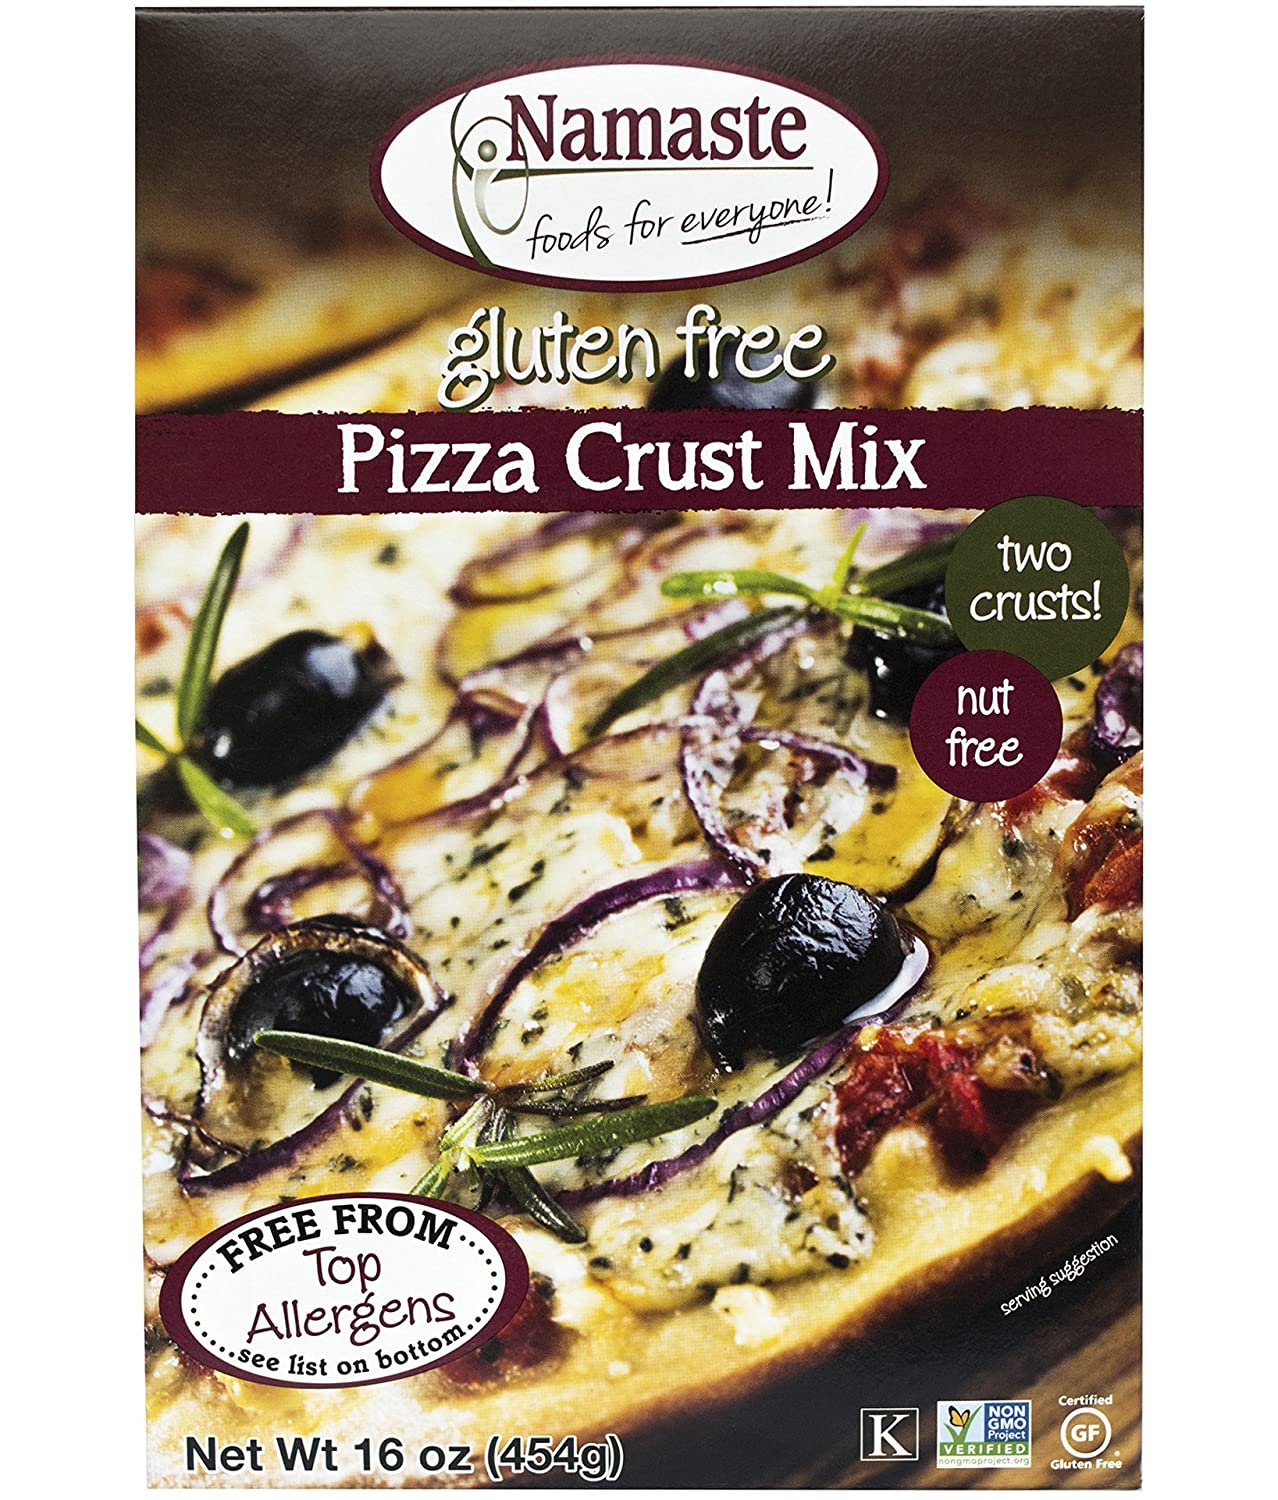 Namaste
foods for everyone!
gluten free
Pizza Crust Mix
two
crusts!
nut
free
FREE FROM
Top
Allergens
see list on bottom
serving suggestion
Net Wt 16 oz (454g)
K
NON
GMO
Project
VERIFIED
nongmoproject.org
Certified
GF
Gluten Free